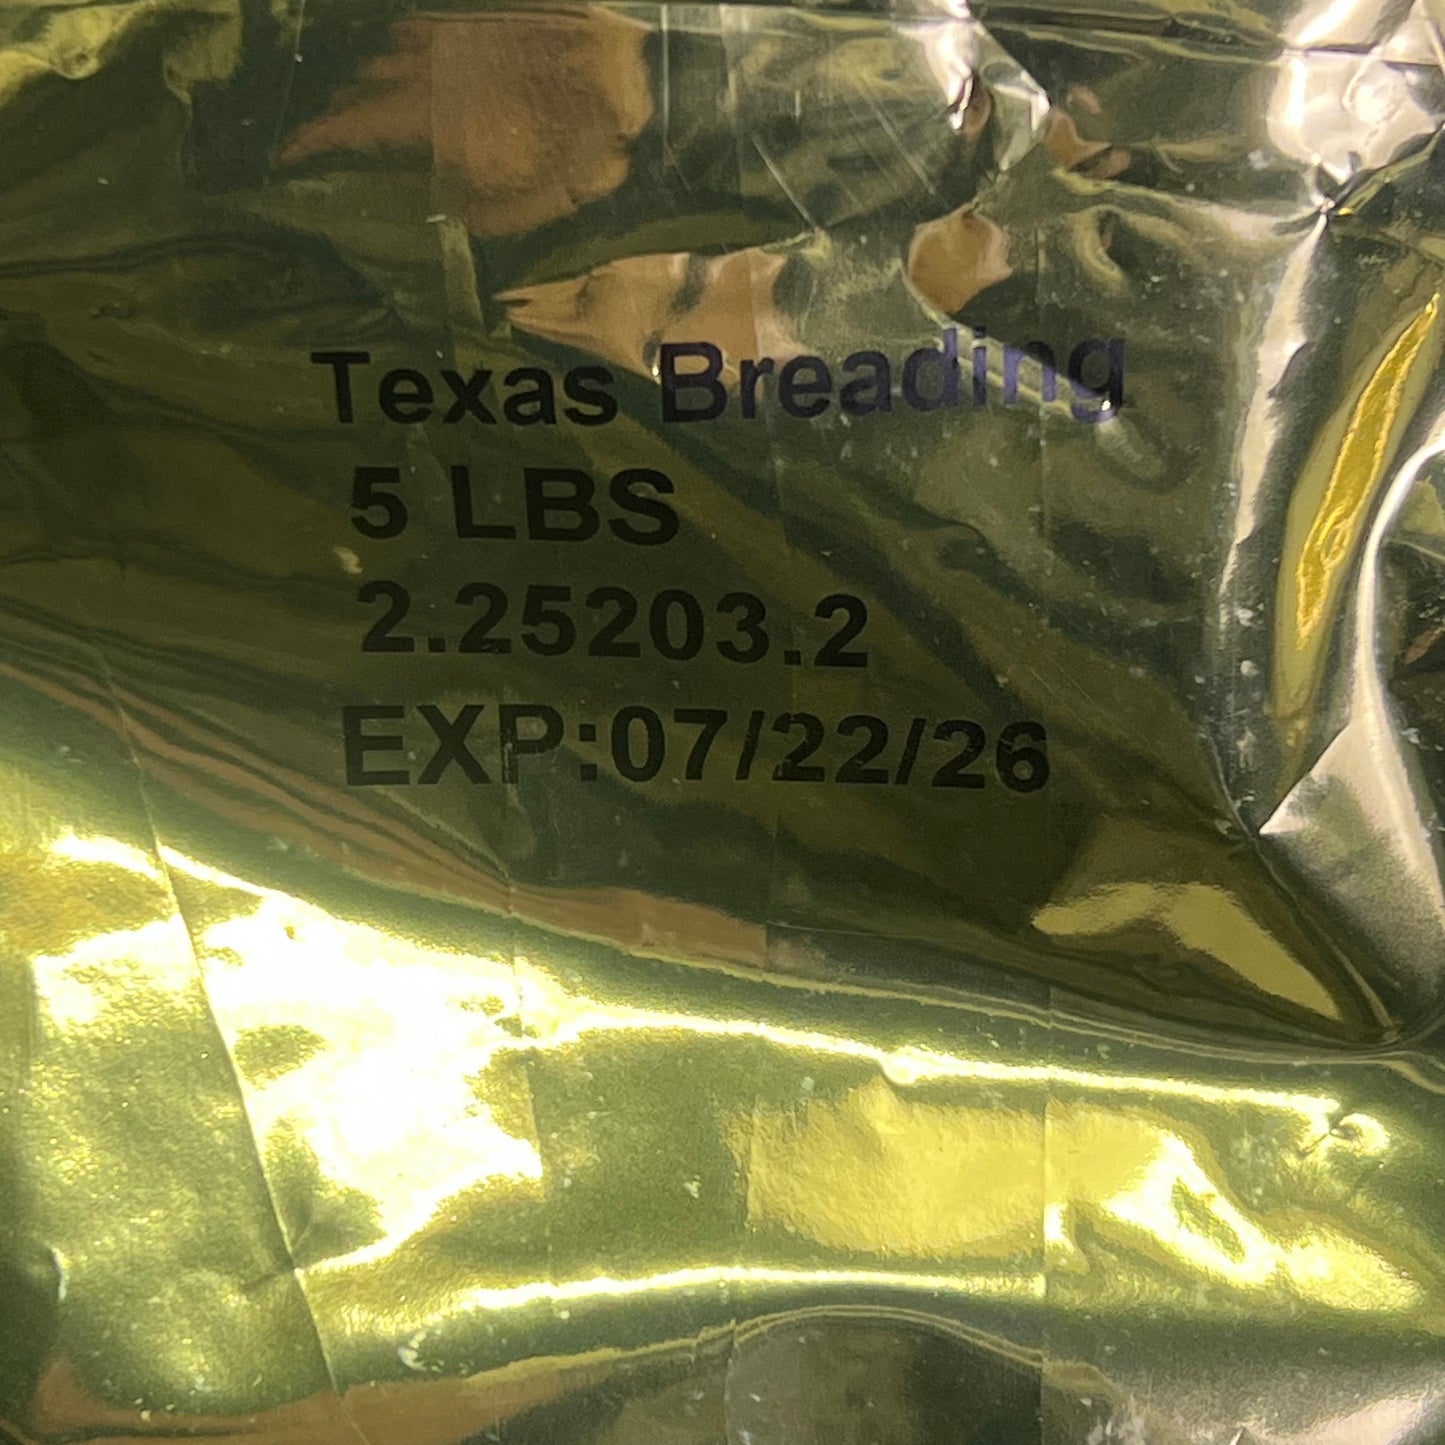 Texas Breading
5 LBS
2.25203.2
EXP:07/22/26